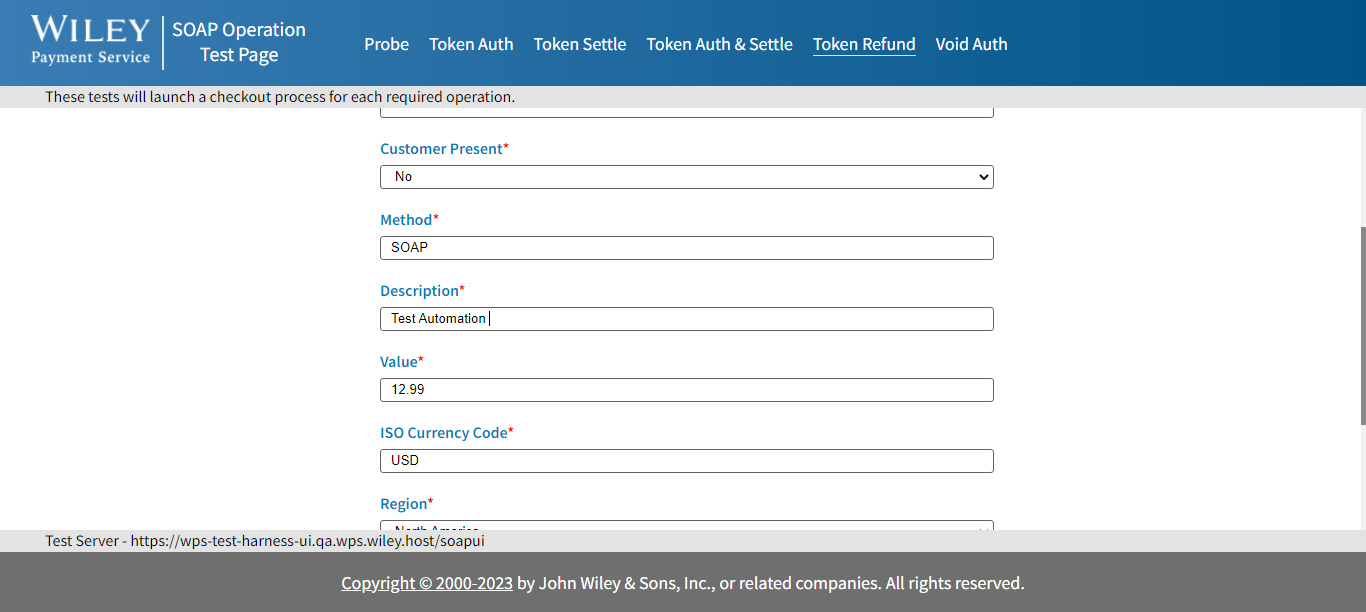 WILEY
Payment Service
SOAP Operation
Test Page
Probe Token Auth Token Settle Token Auth & Settle Token Refund Void Auth
These tests will launch a checkout process for each required operation.
Customer Present*
No
Method*
SOAP
Description*
Test Automation
Value*
12.99
ISO Currency Code*
USD
Region*
North America
Test Server - https://wps-test-harness-ui.qa.wps.wiley.host/soapui
Copyright © 2000-2023 by John Wiley & Sons, Inc., or related companies. All rights reserved.